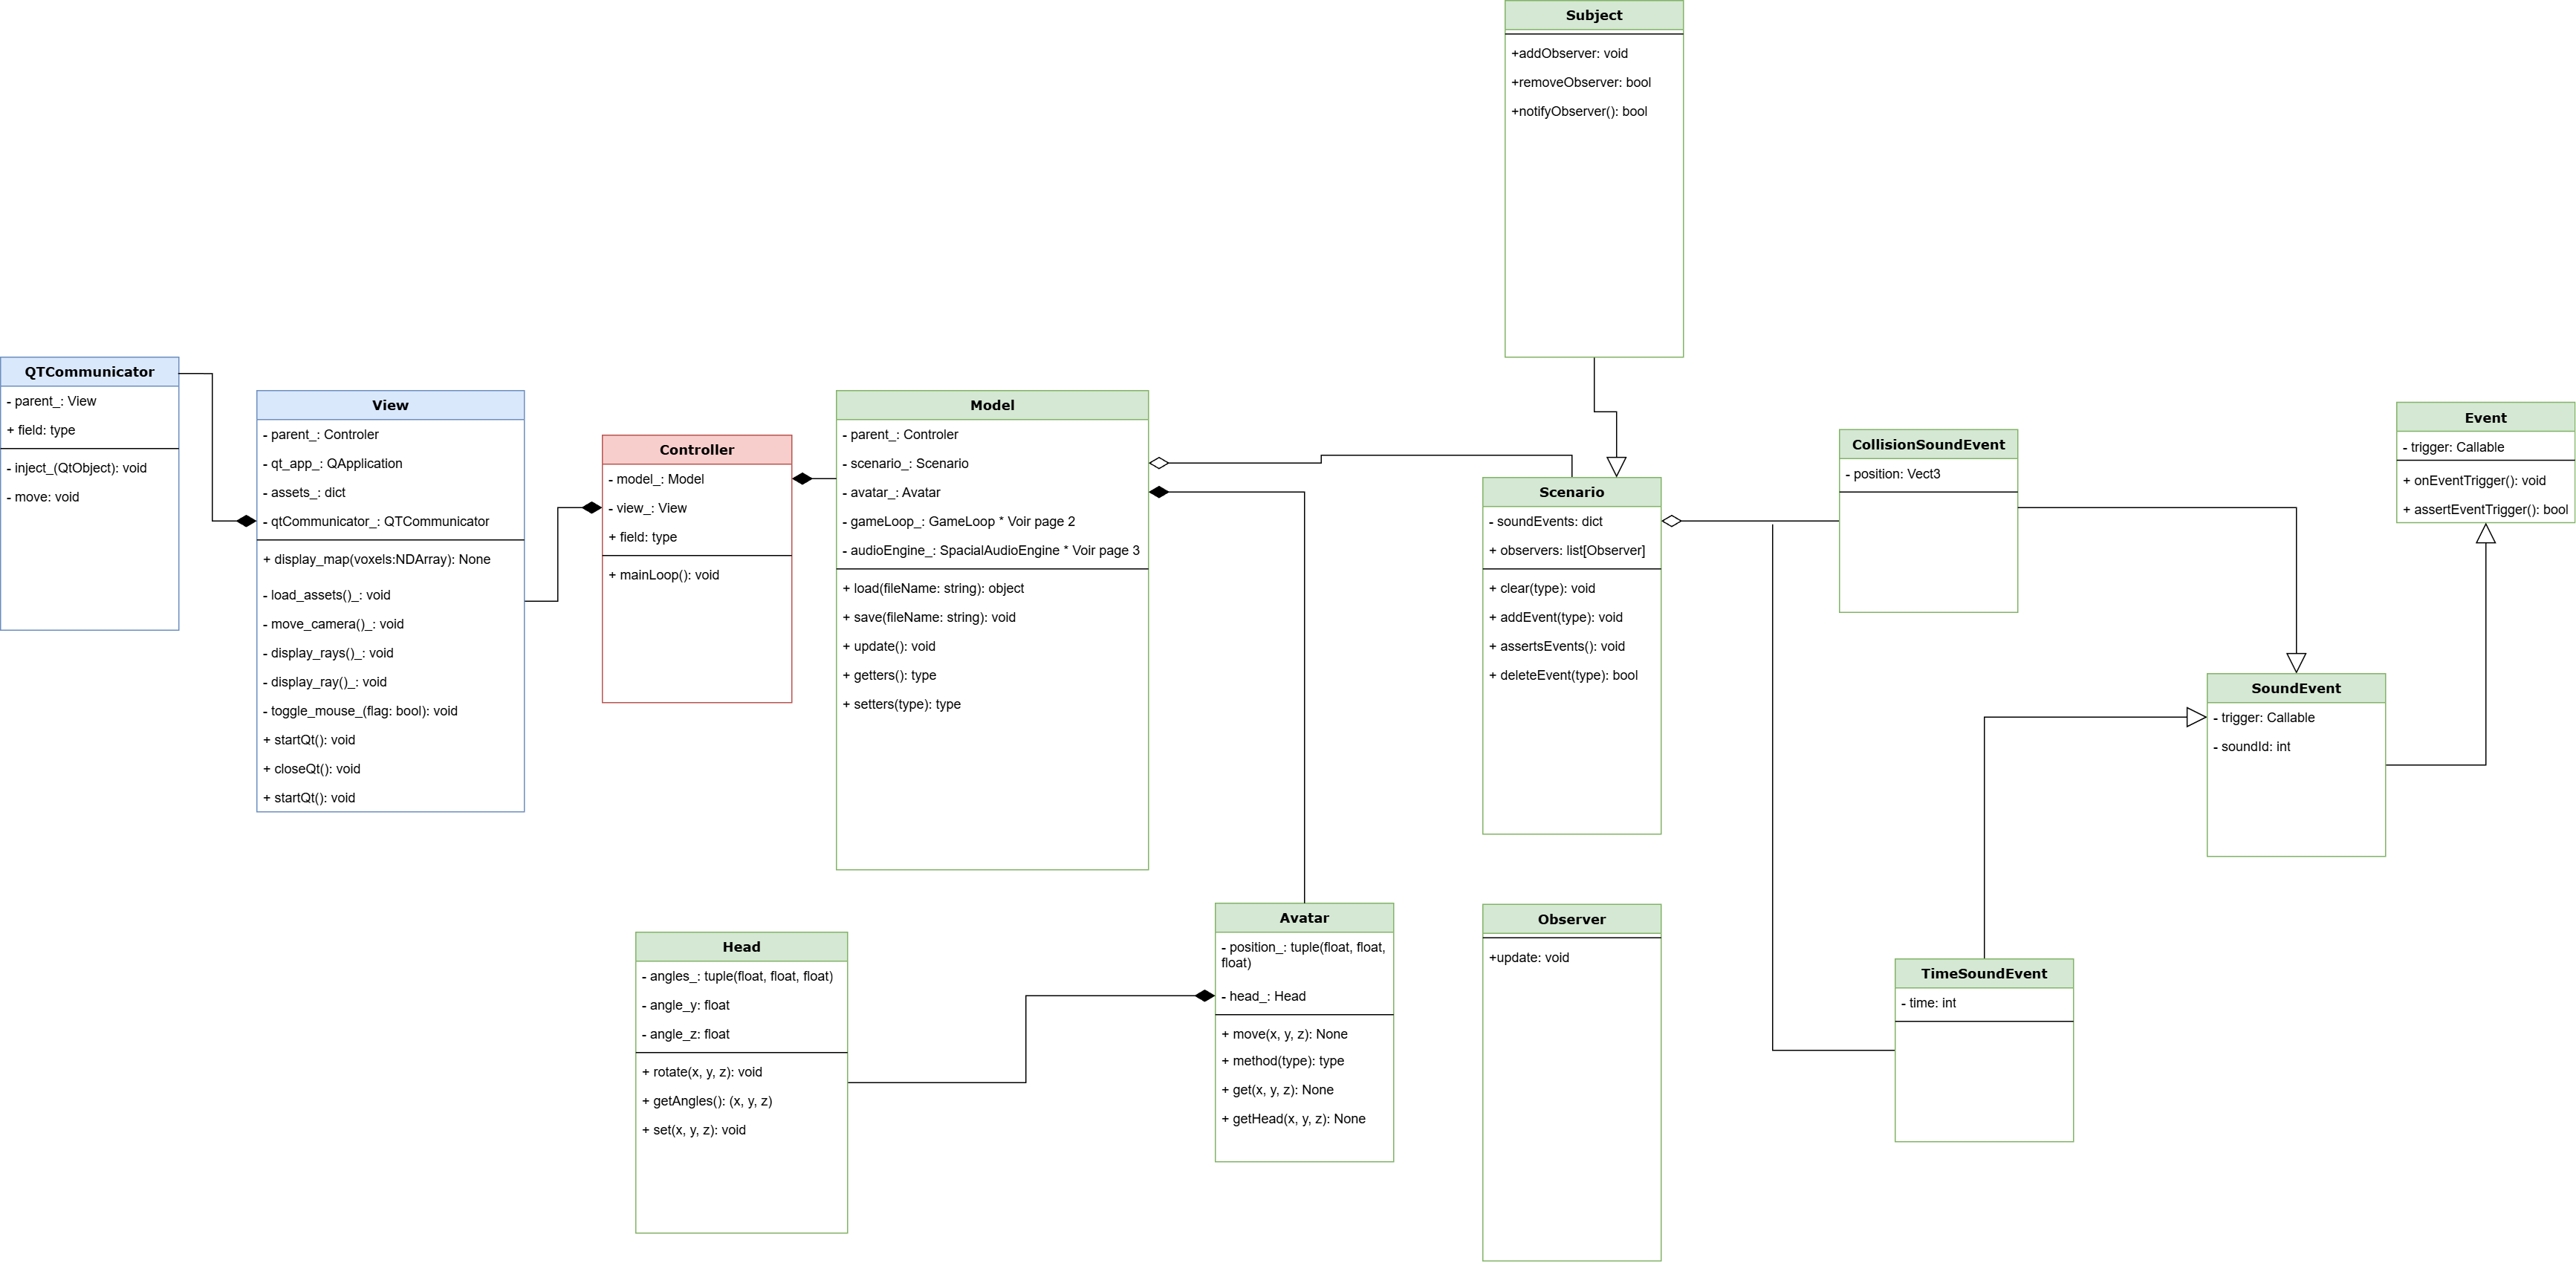 Subject
+addObserver: void
+removeObserver: bool
+notifyObserver(): bool
QTCommunicator
- parent_: View
+ field: type
- inject_(QtObject): void
- move: void
View
- parent_: Controler
- qt_app_: QApplication
- assets_: dict
- qtCommunicator_: QTCommunicator
+ display_map(voxels:NDArray): None
- load_assets()_: void
- move_camera()_: void
- display_rays()_: void
- display_ray()_: void
- toggle_mouse_(flag: bool): void
+ startQt(): void
+ closeQt(): void
+ startQt(): void
Controller
- model_: Model
- view_: View
+ field: type
+ mainLoop(): void
Model
- parent_: Controler
- scenario_: Scenario
- avatar_: Avatar
- gameLoop_: GameLoop * Voir page 2
- audioEngine_: SpacialAudioEngine * Voir page 3
+ load(fileName: string): object
+ save(fileName: string): void
+ update(): void
+ getters(): type
+ setters(type): type
Scenario
- soundEvents: dict
+ observers: list[Observer]
+ clear(type): void
+ addEvent(type): void
+ assertsEvents(): void
+ deleteEvent(type): bool
CollisionSoundEvent
- position: Vect3
Event
- trigger: Callable
+ onEventTrigger(): void
+ assertEventTrigger(): bool
SoundEvent
- trigger: Callable
- soundId: int
Head
- angles_: tuple(float, float, float)
- angle_y: float
- angle_z: float
+ rotate(x, y, z): void
+ getAngles(): (x, y, z)
+ set(x, y, z): void
Avatar
- position_: tuple(float, float,
float)
- head_: Head
+ move(x, y, z): None
+ method(type): type
+ get(x, y, z): None
+ getHead(x, y, z): None
Observer
+update: void
TimeSoundEvent
- time: int